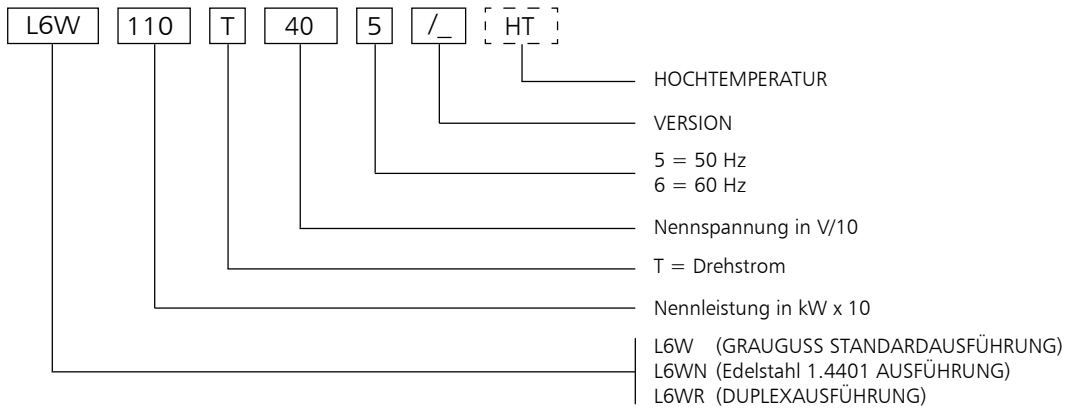 L6W 110 T 40 5 /_ HT
HOCHTEMPERATUR
VERSION
5 = 50 Hz
6 = 60 Hz
Nennspannung in V/10
T = Drehstrom
Nennleistung in kW x 10
L6W (GRAUGUSS STANDARDAUSFÜHRUNG)
L6WN (Edelstahl 1.4401 AUSFÜHRUNG)
L6WR (DUPLEXAUSFÜHRUNG)